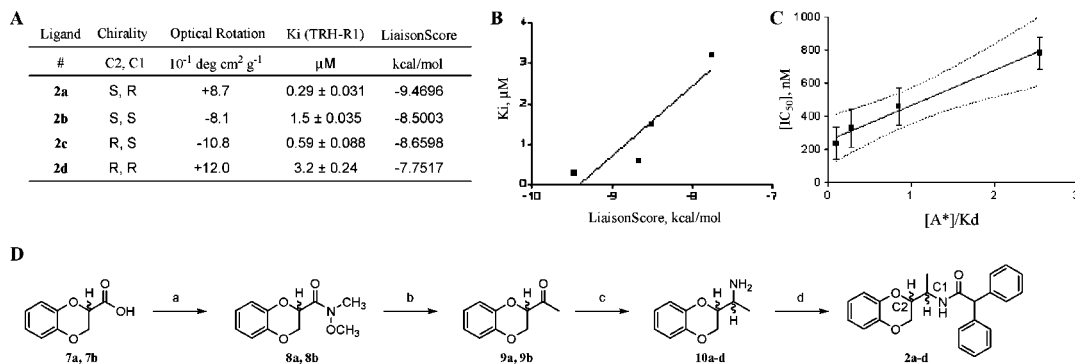 A
Ligand Chirality Optical Rotation Ki (TRH-R1) LiaisonScore
# C2, C1 10⁻¹ deg cm² g⁻¹ μM kcal/mol
2a S, R +8.7 0.29 ± 0.031 -9.4696
2b S, S -8.1 1.5 ± 0.035 -8.5003
2c R, S -10.8 0.59 ± 0.088 -8.6598
2d R, R +12.0 3.2 ± 0.24 -7.7517
B
Ki, μM
4
3
2
1
0
-10 -9 -8 -7
LiaisonScore, kcal/mol
C
[IC₅₀], nM
1000
800
600
400
200
0
0 1 2 3
[A*]/Kd
D
H O
O
OH
O
7a, 7b
a
H O
O
N CH₃
O
O CH₃
8a, 8b
b
H O
O
O
9a, 9b
c
H NH₂
O
H
O
10a-d
d
H C1 O
O
C2 H N
H
O
2a-d